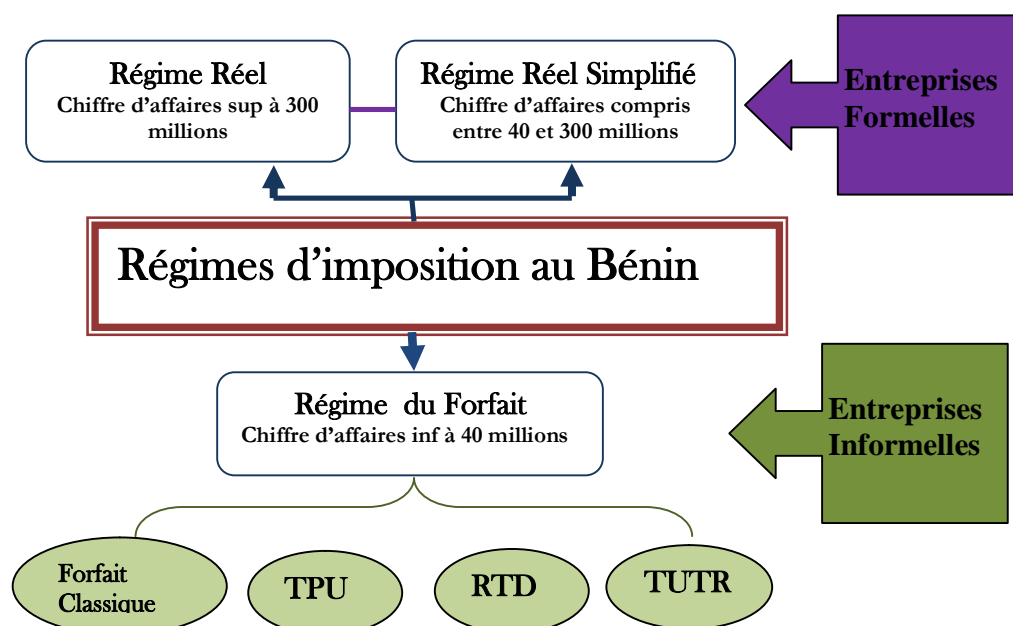 Régime Réel
Chiffre d'affaires sup à 300
millions
Régime Réel Simplifié
Chiffre d'affaires compris
entre 40 et 300 millions
Entreprises
Formelles
Régimes d'imposition au Bénin
Régime du Forfait
Chiffre d'affaires inf à 40 millions
Entreprises
Informelles
Forfait
Classique
TPU
RTD
TUTR